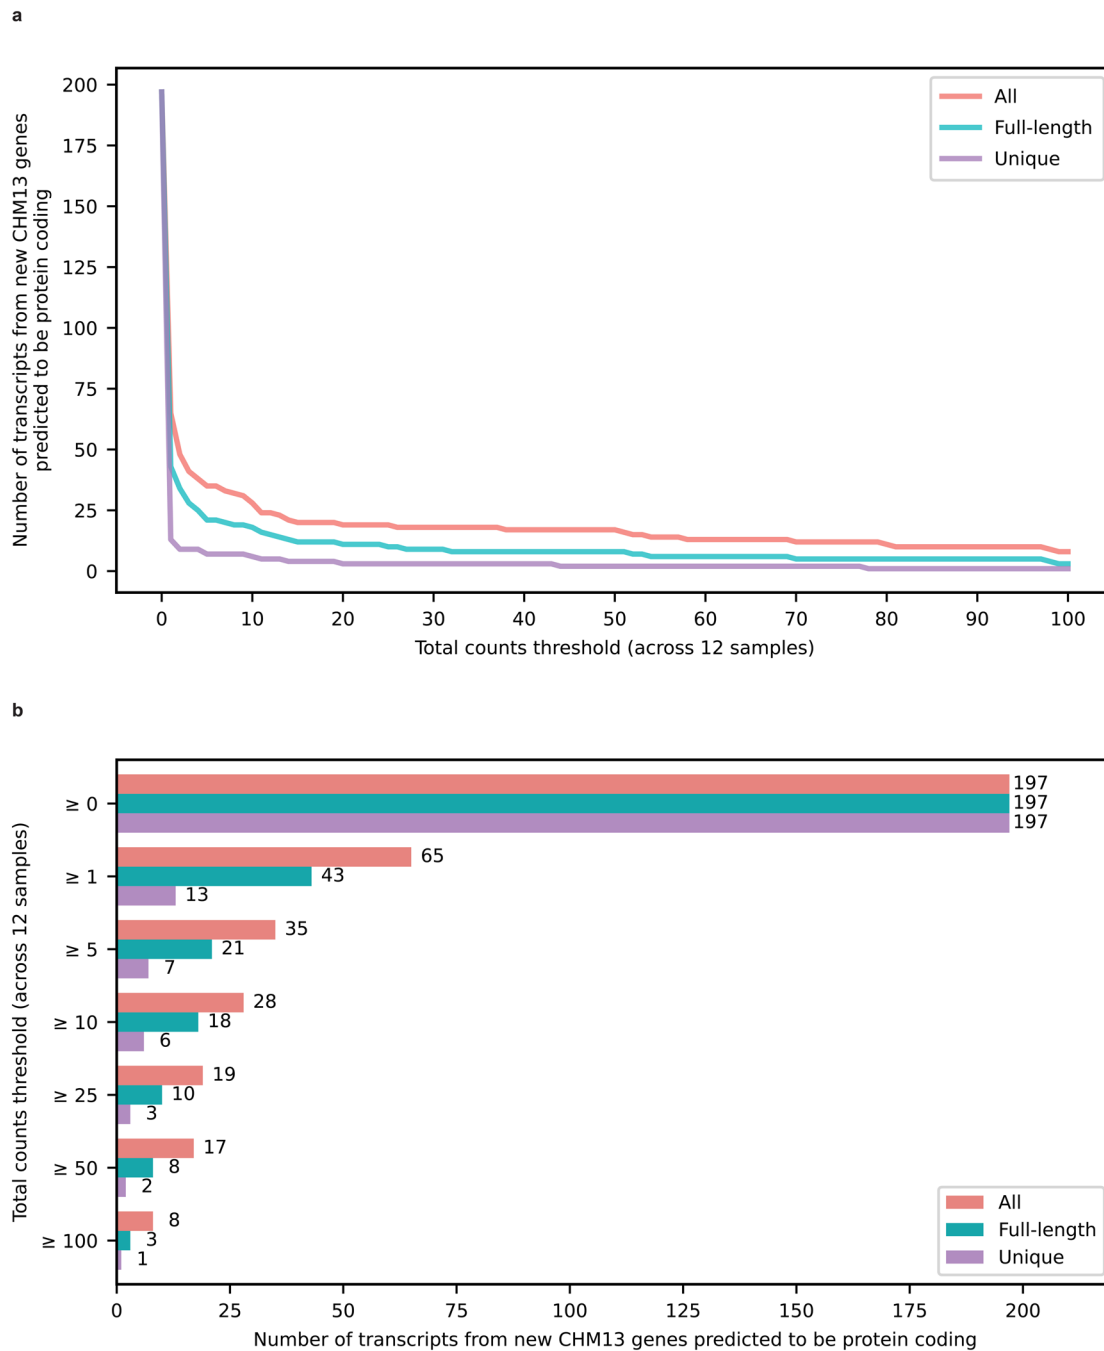 a
Number of transcripts from new CHM13 genes
predicted to be protein coding
200
175
150
125
100
75
50
25
0
All
Full-length
Unique
0 10 20 30 40 50 60 70 80 90 100
Total counts threshold (across 12 samples)
b
Total counts threshold (across 12 samples)
≥ 0
197
197
197
≥ 1
65
43
13
≥ 5
35
21
7
≥ 10
28
18
6
≥ 25
19
10
3
≥ 50
17
8
2
≥ 100
8
3
1
All
Full-length
Unique
0 25 50 75 100 125 150 175 200
Number of transcripts from new CHM13 genes predicted to be protein coding